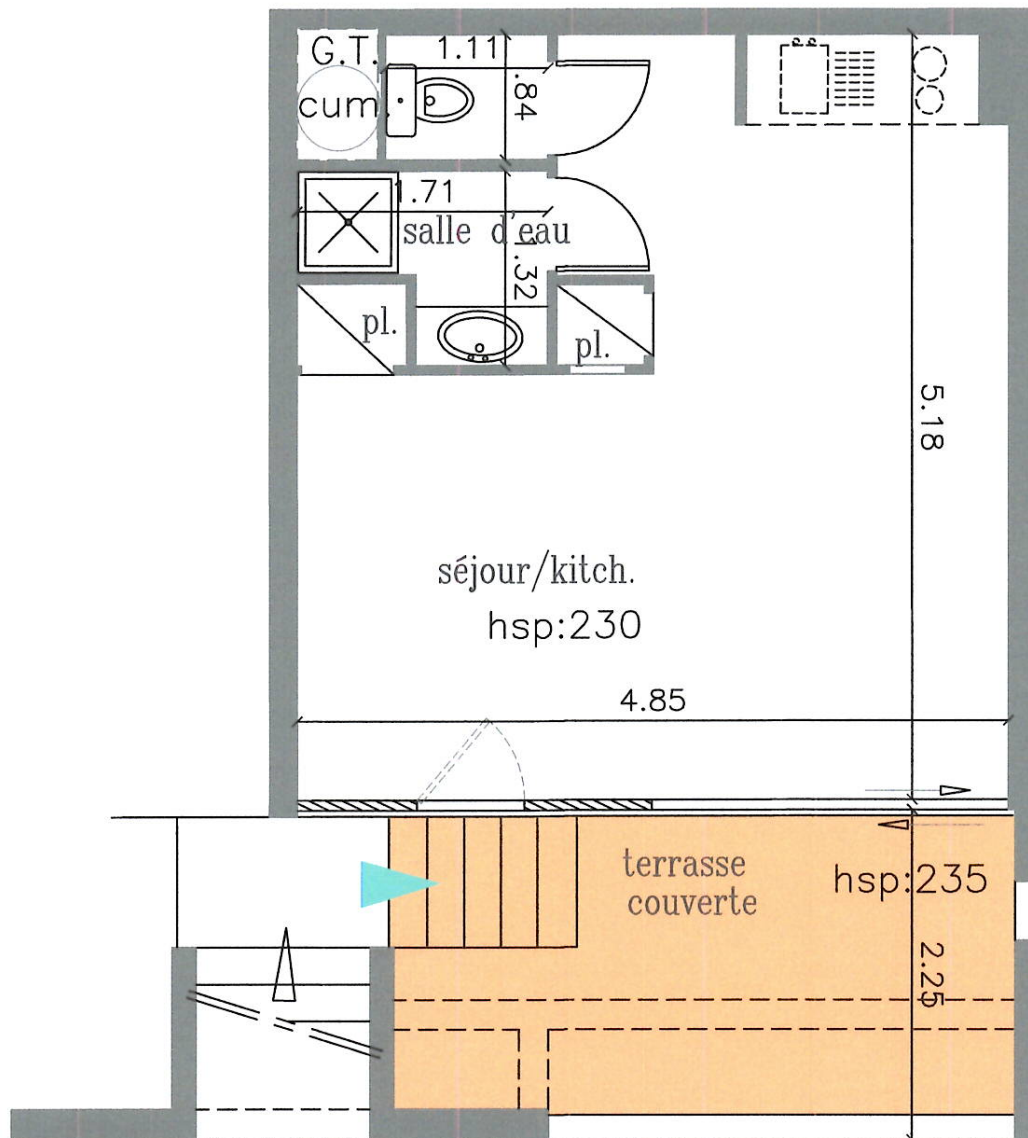 G.T.
1.11
cum.
.84
1.71
salle d'eau
1.32
pl.
pl.
5.18
séjour/kitch.
hsp:230
4.85
terrasse
couverte
hsp:235
2.25